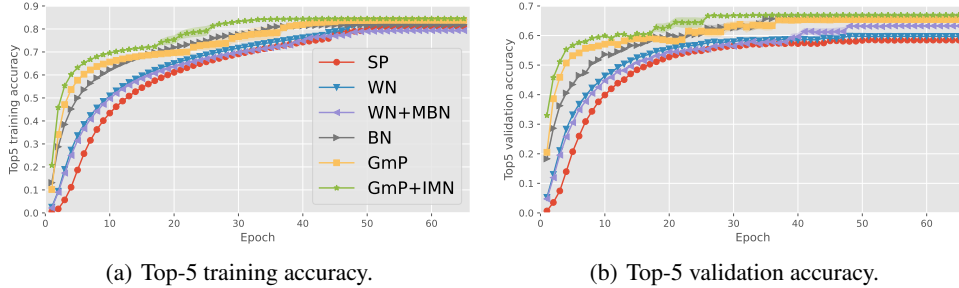 0.9
0.8
0.7
0.6
0.5
0.4
0.3
0.2
0.1
0.0
Top5 training accuracy
0 10 20 30 40 50 60
Epoch
SP
WN
WN+MBN
BN
GmP
GmP+IMN
(a) Top-5 training accuracy.
0.7
0.6
0.5
0.4
0.3
0.2
0.1
0.0
Top5 validation accuracy
0 10 20 30 40 50 60
Epoch
(b) Top-5 validation accuracy.